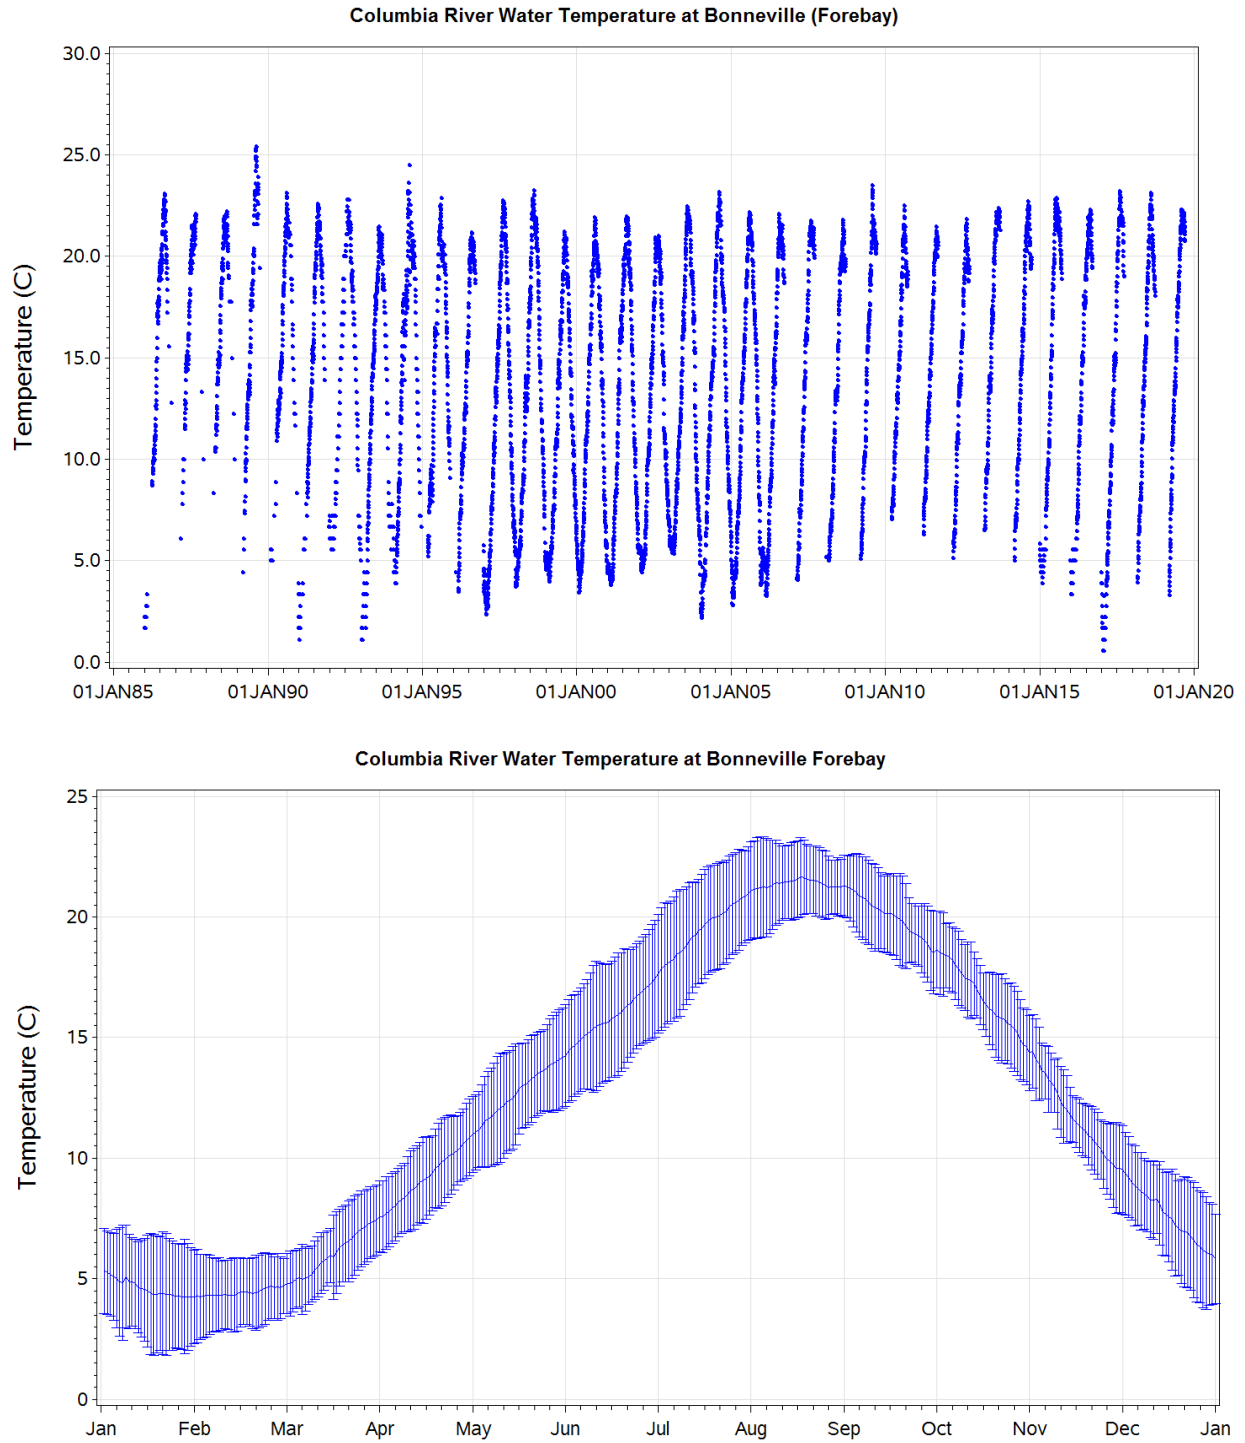 Columbia River Water Temperature at Bonneville (Forebay)
30.0
25.0
20.0
15.0
10.0
5.0
0.0
Temperature (C)
01JAN85 01JAN90 01JAN95 01JAN00 01JAN05 01JAN10 01JAN15 01JAN20
Columbia River Water Temperature at Bonneville Forebay
25
20
15
10
5
0
Temperature (C)
Jan Feb Mar Apr May Jun Jul Aug Sep Oct Nov Dec Jan